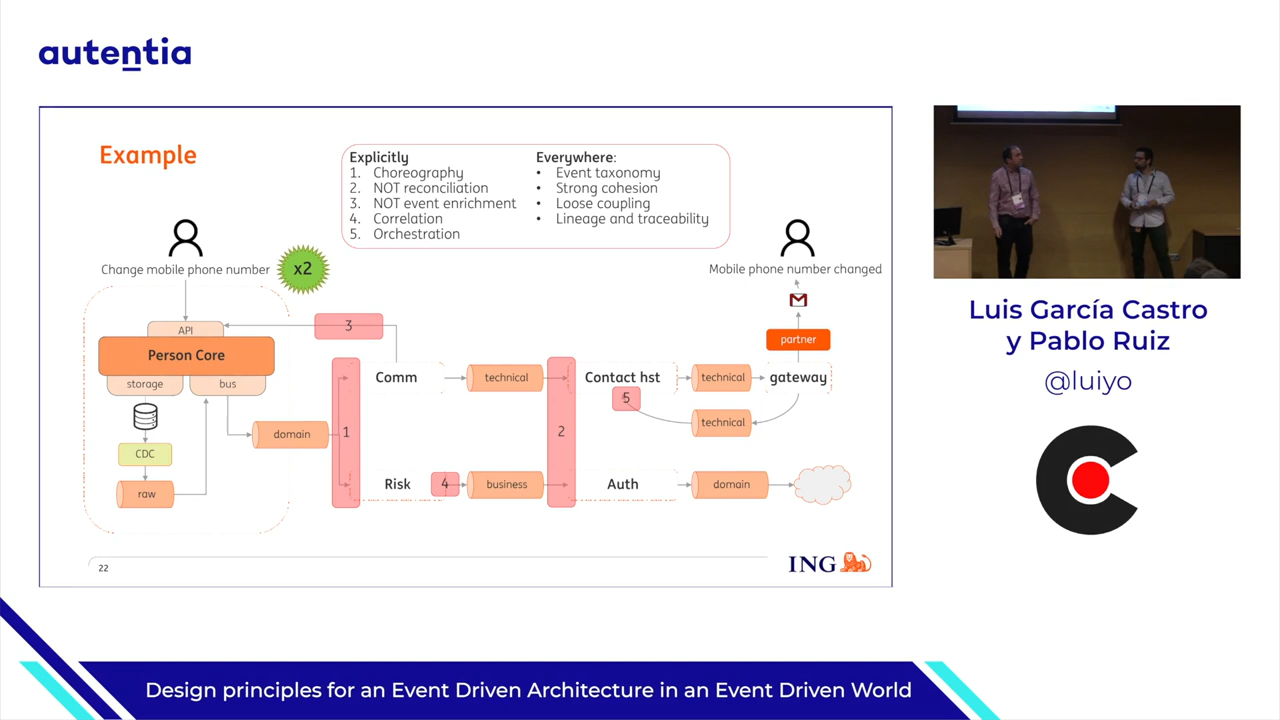 autentia
Example
Explicitly
1. Choreography
2. NOT reconciliation
3. NOT event enrichment
4. Correlation
5. Orchestration
Everywhere:
• Event taxonomy
• Strong cohesion
• Loose coupling
• Lineage and traceability
Change mobile phone number
x2
Mobile phone number changed
API
Person Core
storage
bus
CDC
raw
domain
1
3
Comm
technical
2
Contact hst
5
technical
gateway
partner
technical
Risk
4
business
Auth
domain
22
ING
Luis García Castro
y Pablo Ruiz
@luiyo
Design principles for an Event Driven Architecture in an Event Driven World